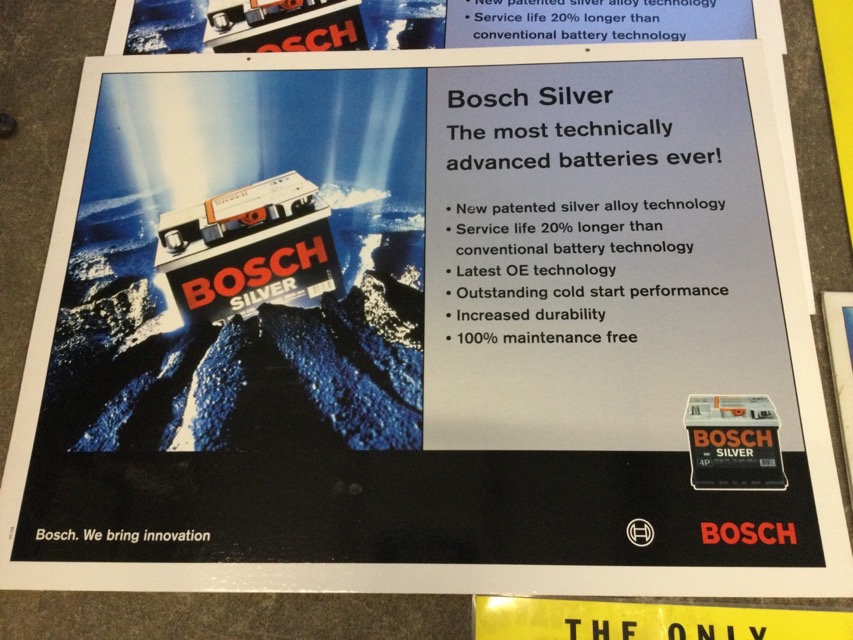 BOSCH
New patented silver alloy technology
• Service life 20% longer than
conventional battery technology
Bosch Silver
The most technically
advanced batteries ever!
• New patented silver alloy technology
• Service life 20% longer than
conventional battery technology
• Latest OE technology
• Outstanding cold start performance
• Increased durability
• 100% maintenance free
BOSCH
SILVER
BOSCH
SILVER
4P
Bosch. We bring innovation
BOSCH
THE ONLY